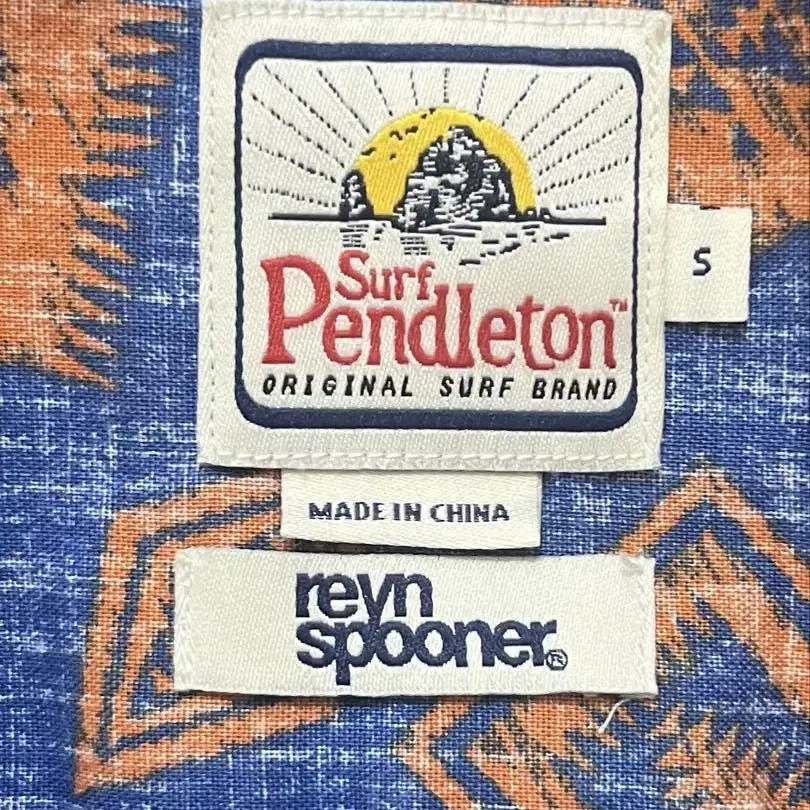 Surf
Pendleton™
ORIGINAL SURF BRAND
S
MADE IN CHINA
reyn
spooner®